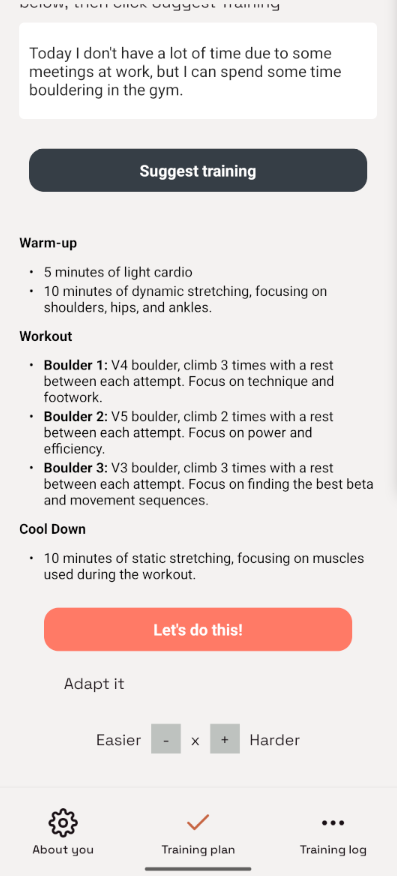 below, then click Suggest Training
Today I don't have a lot of time due to some
meetings at work, but I can spend some time
bouldering in the gym.
Suggest training
Warm-up
• 5 minutes of light cardio
• 10 minutes of dynamic stretching, focusing on
shoulders, hips, and ankles.
Workout
• Boulder 1: V4 boulder, climb 3 times with a rest
between each attempt. Focus on technique and
footwork.
• Boulder 2: V5 boulder, climb 2 times with a rest
between each attempt. Focus on power and
efficiency.
• Boulder 3: V3 boulder, climb 3 times with a rest
between each attempt. Focus on finding the best beta
and movement sequences.
Cool Down
• 10 minutes of static stretching, focusing on muscles
used during the workout.
Let's do this!
Adapt it
Easier - x + Harder
About you Training plan Training log